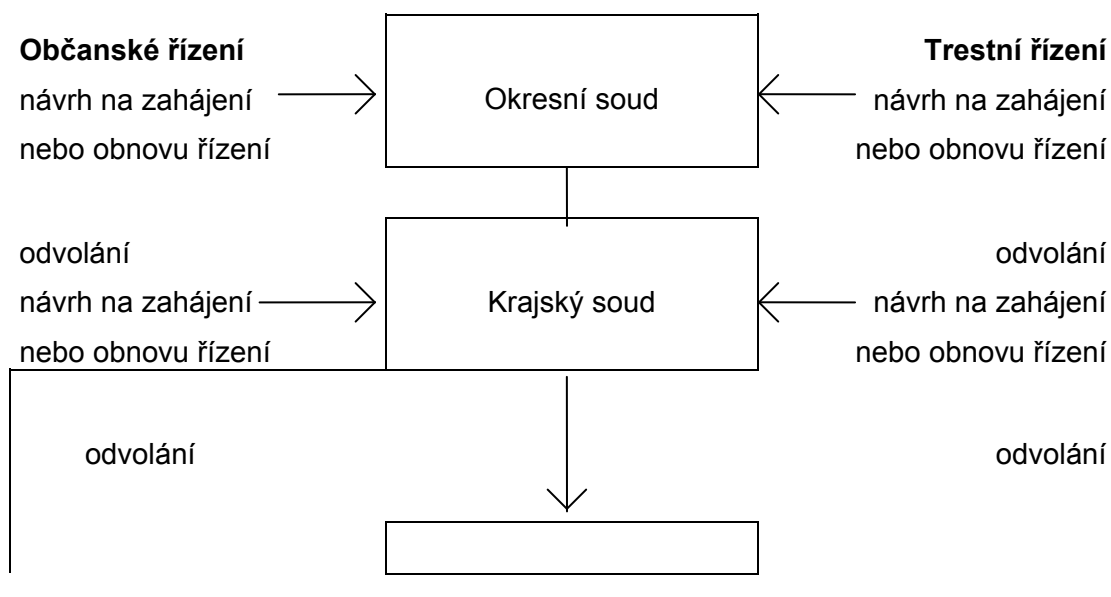 Občanské řízení
návrh na zahájení
nebo obnovu řízení
Okresní soud
Trestní řízení
návrh na zahájení
nebo obnovu řízení
odvolání
návrh na zahájení
nebo obnovu řízení
Krajský soud
odvolání
návrh na zahájení
nebo obnovu řízení
odvolání
odvolání